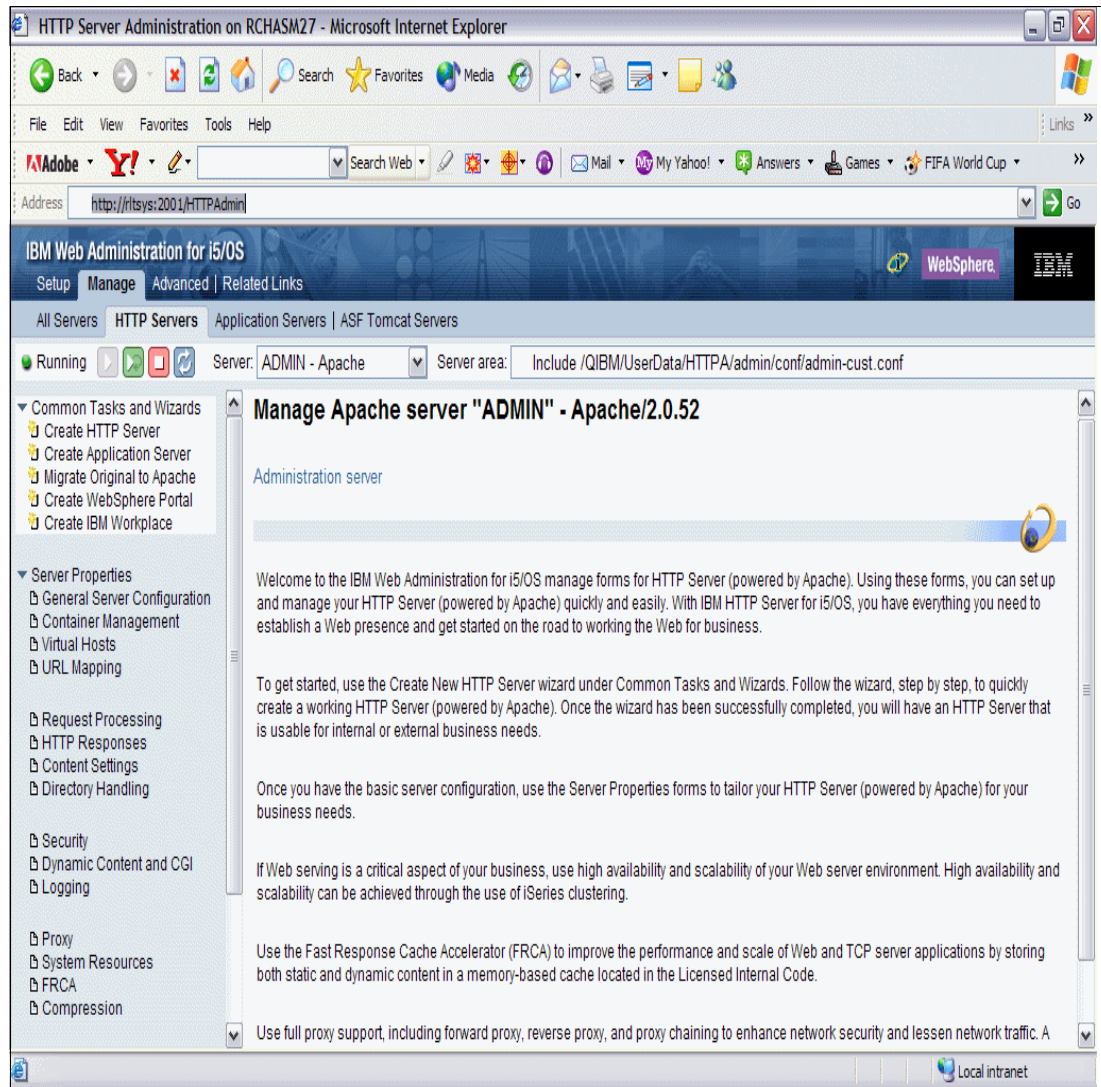 HTTP Server Administration on RCHASM27 - Microsoft Internet Explorer
Back Search Favorites Media
File Edit View Favorites Tools Help Links »
Adobe Y! Search Web Mail My My Yahoo! Answers Games FIFA World Cup »
Address http://rltsys:2001/HTTPAdmin Go
IBM Web Administration for i5/OS
WebSphere. IBM
Setup Manage Advanced | Related Links
All Servers HTTP Servers Application Servers | ASF Tomcat Servers
Running Server: ADMIN - Apache Server area: Include /QIBM/UserData/HTTPA/admin/conf/admin-cust.conf
Common Tasks and Wizards
Create HTTP Server
Create Application Server
Migrate Original to Apache
Create WebSphere Portal
Create IBM Workplace
Server Properties
General Server Configuration
Container Management
Virtual Hosts
URL Mapping
Request Processing
HTTP Responses
Content Settings
Directory Handling
Security
Dynamic Content and CGI
Logging
Proxy
System Resources
FRCA
Compression
Manage Apache server "ADMIN" - Apache/2.0.52
Administration server
Welcome to the IBM Web Administration for i5/OS manage forms for HTTP Server (powered by Apache). Using these forms, you can set up
and manage your HTTP Server (powered by Apache) quickly and easily. With IBM HTTP Server for i5/OS, you have everything you need to
establish a Web presence and get started on the road to working the Web for business.
To get started, use the Create New HTTP Server wizard under Common Tasks and Wizards. Follow the wizard, step by step, to quickly
create a working HTTP Server (powered by Apache). Once the wizard has been successfully completed, you will have an HTTP Server that
is usable for internal or external business needs.
Once you have the basic server configuration, use the Server Properties forms to tailor your HTTP Server (powered by Apache) for your
business needs.
If Web serving is a critical aspect of your business, use high availability and scalability of your Web server environment. High availability and
scalability can be achieved through the use of iSeries clustering.
Use the Fast Response Cache Accelerator (FRCA) to improve the performance and scale of Web and TCP server applications by storing
both static and dynamic content in a memory-based cache located in the Licensed Internal Code.
Use full proxy support, including forward proxy, reverse proxy, and proxy chaining to enhance network security and lessen network traffic. A
Local intranet